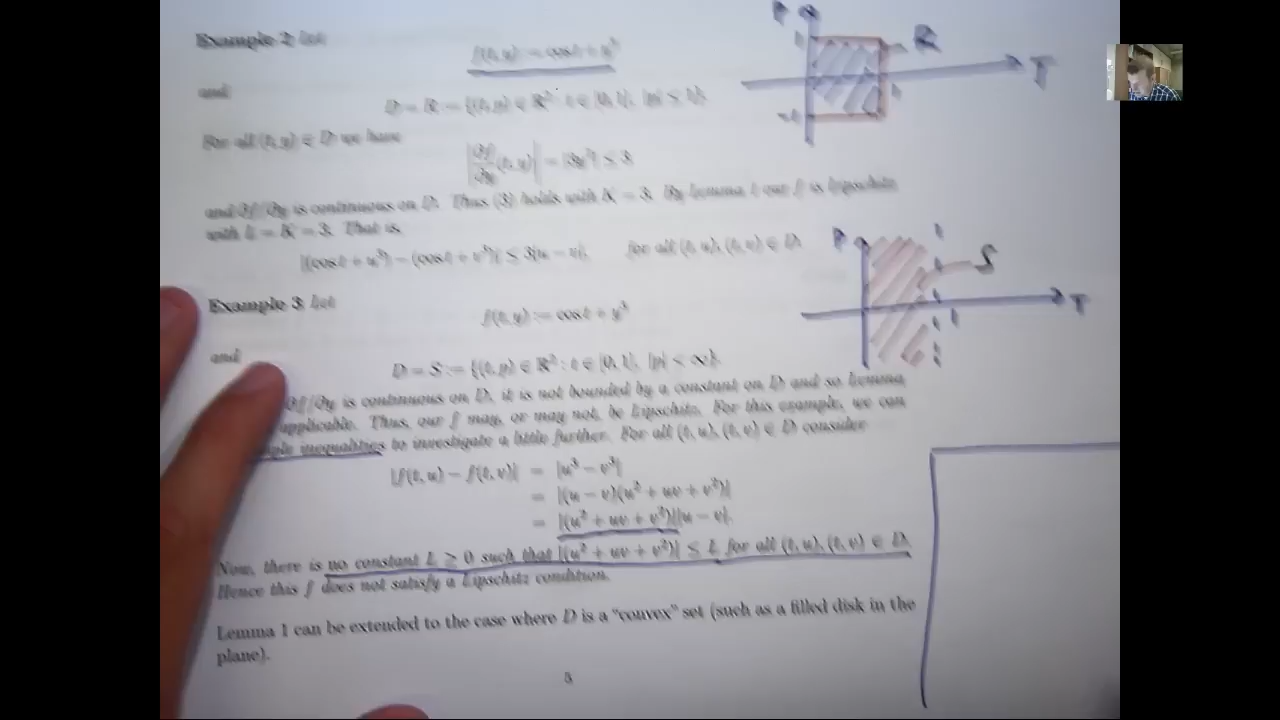 Example 2: Let
f(t, y) := cos t + y³
and
D = R := {(t, p) ∈ ℝ² : t ∈ [0, 1], |p| ≤ 1}.
For all (t, y) ∈ D we have
|∂f/∂y (t, y)| = |3y²| ≤ 3
and ∂f/∂y is continuous on D. Thus (3) holds with K = 3. By Lemma 1 our f is Lipschitz
with L = K = 3. That is
|(cos t + u³) − (cos t + v³)| ≤ 3|u − v|, for all (t, u), (t, v) ∈ D.
Example 3: Let
f(t, y) := cos t + y³
and
D = S := {(t, p) ∈ ℝ² : t ∈ [0, 1], |p| < ∞}.
∂f/∂y is continuous on D, it is not bounded by a constant on D and so Lemma
applicable. Thus, our f may, or may not, be Lipschitz. For this example, we can
inequalities to investigate a little further. For all (t, u), (t, v) ∈ D consider
|f(t, u) − f(t, v)| = |u³ − v³|
= |(u − v)(u² + uv + v²)|
= |(u² + uv + v²)||u − v|.
Now, there is no constant L ≥ 0 such that |(u² + uv + v²)| ≤ L for all (t, u), (t, v) ∈ D.
Hence this f does not satisfy a Lipschitz condition.
Lemma 1 can be extended to the case where D is a "convex" set (such as a filled disk in the
plane).
5
P
1
R
T
1
-1
P
1
S
T
1